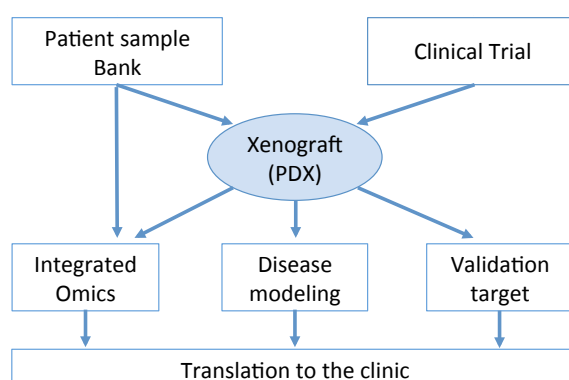 Patient sample
Bank
Clinical Trial
Xenograft
(PDX)
Integrated
Omics
Disease
modeling
Validation
target
Translation to the clinic